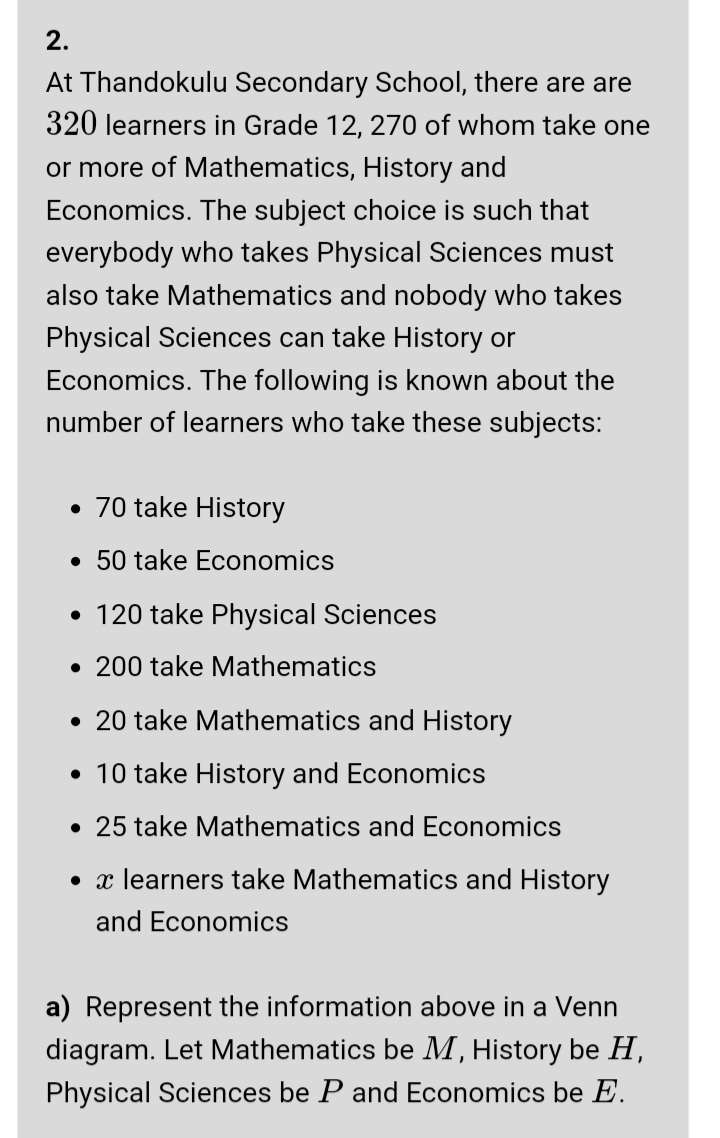 2.
At Thandokulu Secondary School, there are are
320 learners in Grade 12, 270 of whom take one
or more of Mathematics, History and
Economics. The subject choice is such that
everybody who takes Physical Sciences must
also take Mathematics and nobody who takes
Physical Sciences can take History or
Economics. The following is known about the
number of learners who take these subjects:
• 70 take History
• 50 take Economics
• 120 take Physical Sciences
• 200 take Mathematics
• 20 take Mathematics and History
• 10 take History and Economics
• 25 take Mathematics and Economics
• x learners take Mathematics and History
and Economics
a) Represent the information above in a Venn
diagram. Let Mathematics be M, History be H,
Physical Sciences be P and Economics be E.